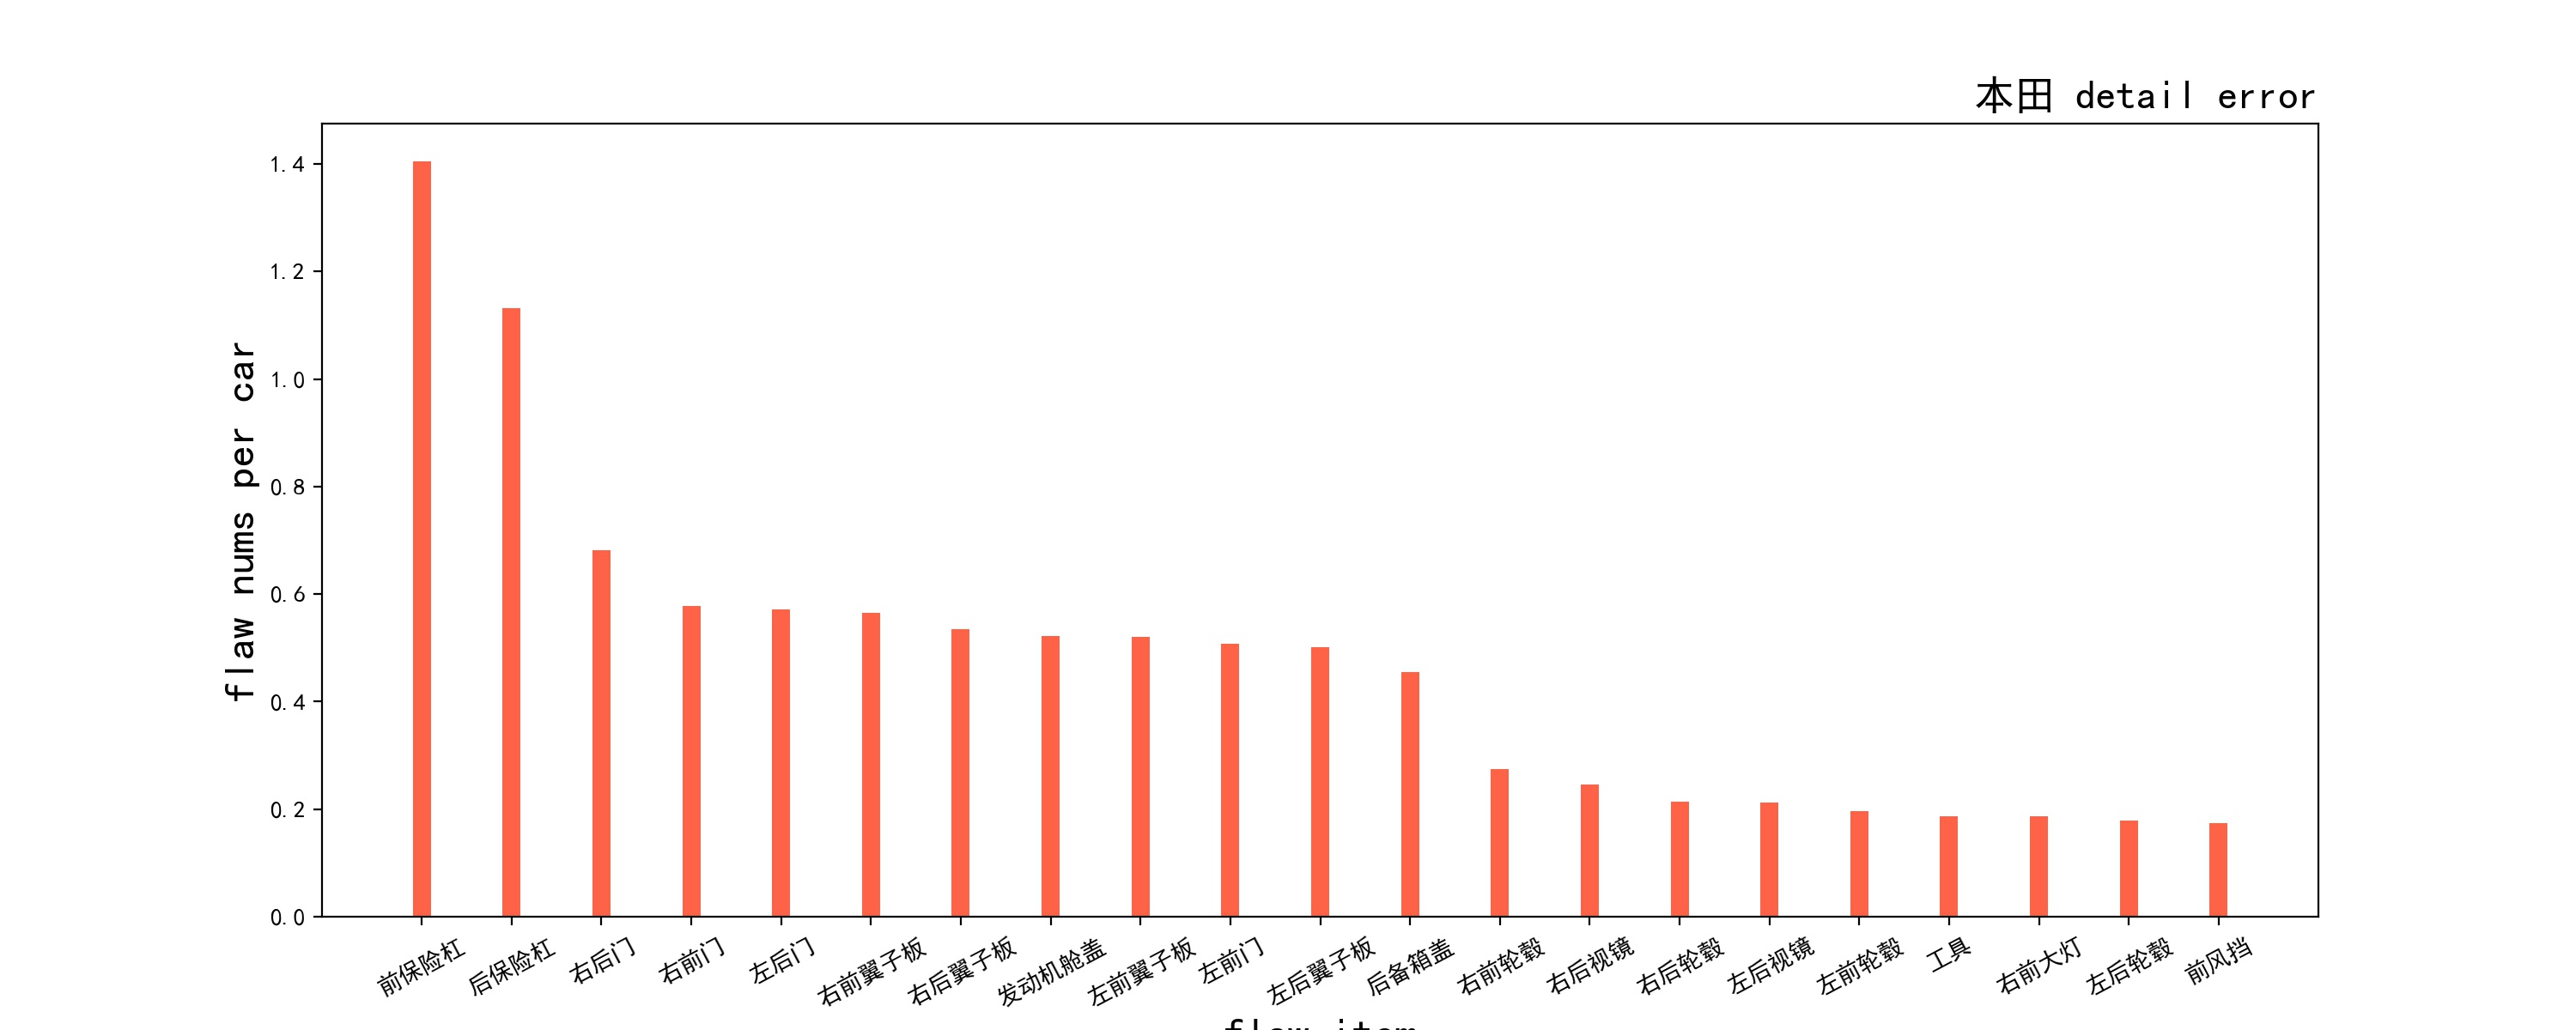 本田 detail error
flaw nums per car
1.4
1.2
1.0
0.8
0.6
0.4
0.2
0.0
前保险杠
后保险杠
右后门
右前门
左后门
右前翼子板
右后翼子板
发动机舱盖
左前翼子板
左前门
左后翼子板
后备箱盖
右前轮毂
右后视镜
右后轮毂
左后视镜
左前轮毂
工具
右前大灯
左后轮毂
前风挡
flaw item